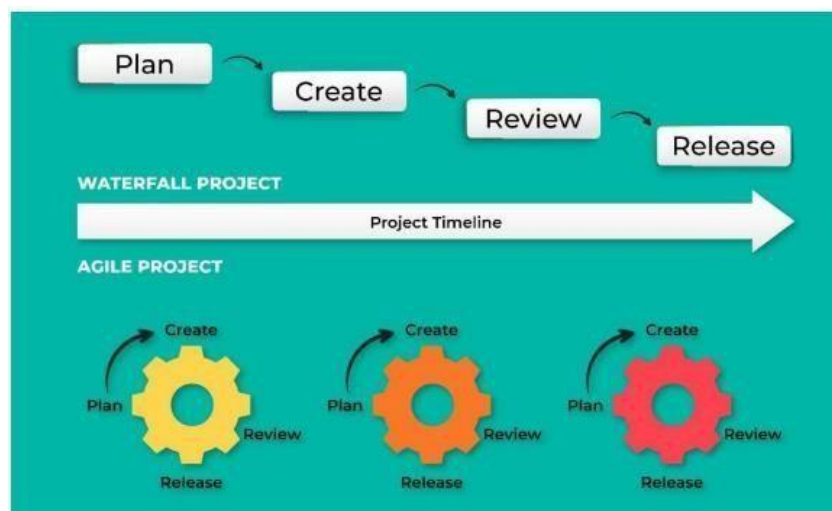 Plan
Create
Review
Release
WATERFALL PROJECT
Project Timeline
AGILE PROJECT
Create
Plan
Review
Release
Create
Plan
Review
Release
Create
Plan
Review
Release